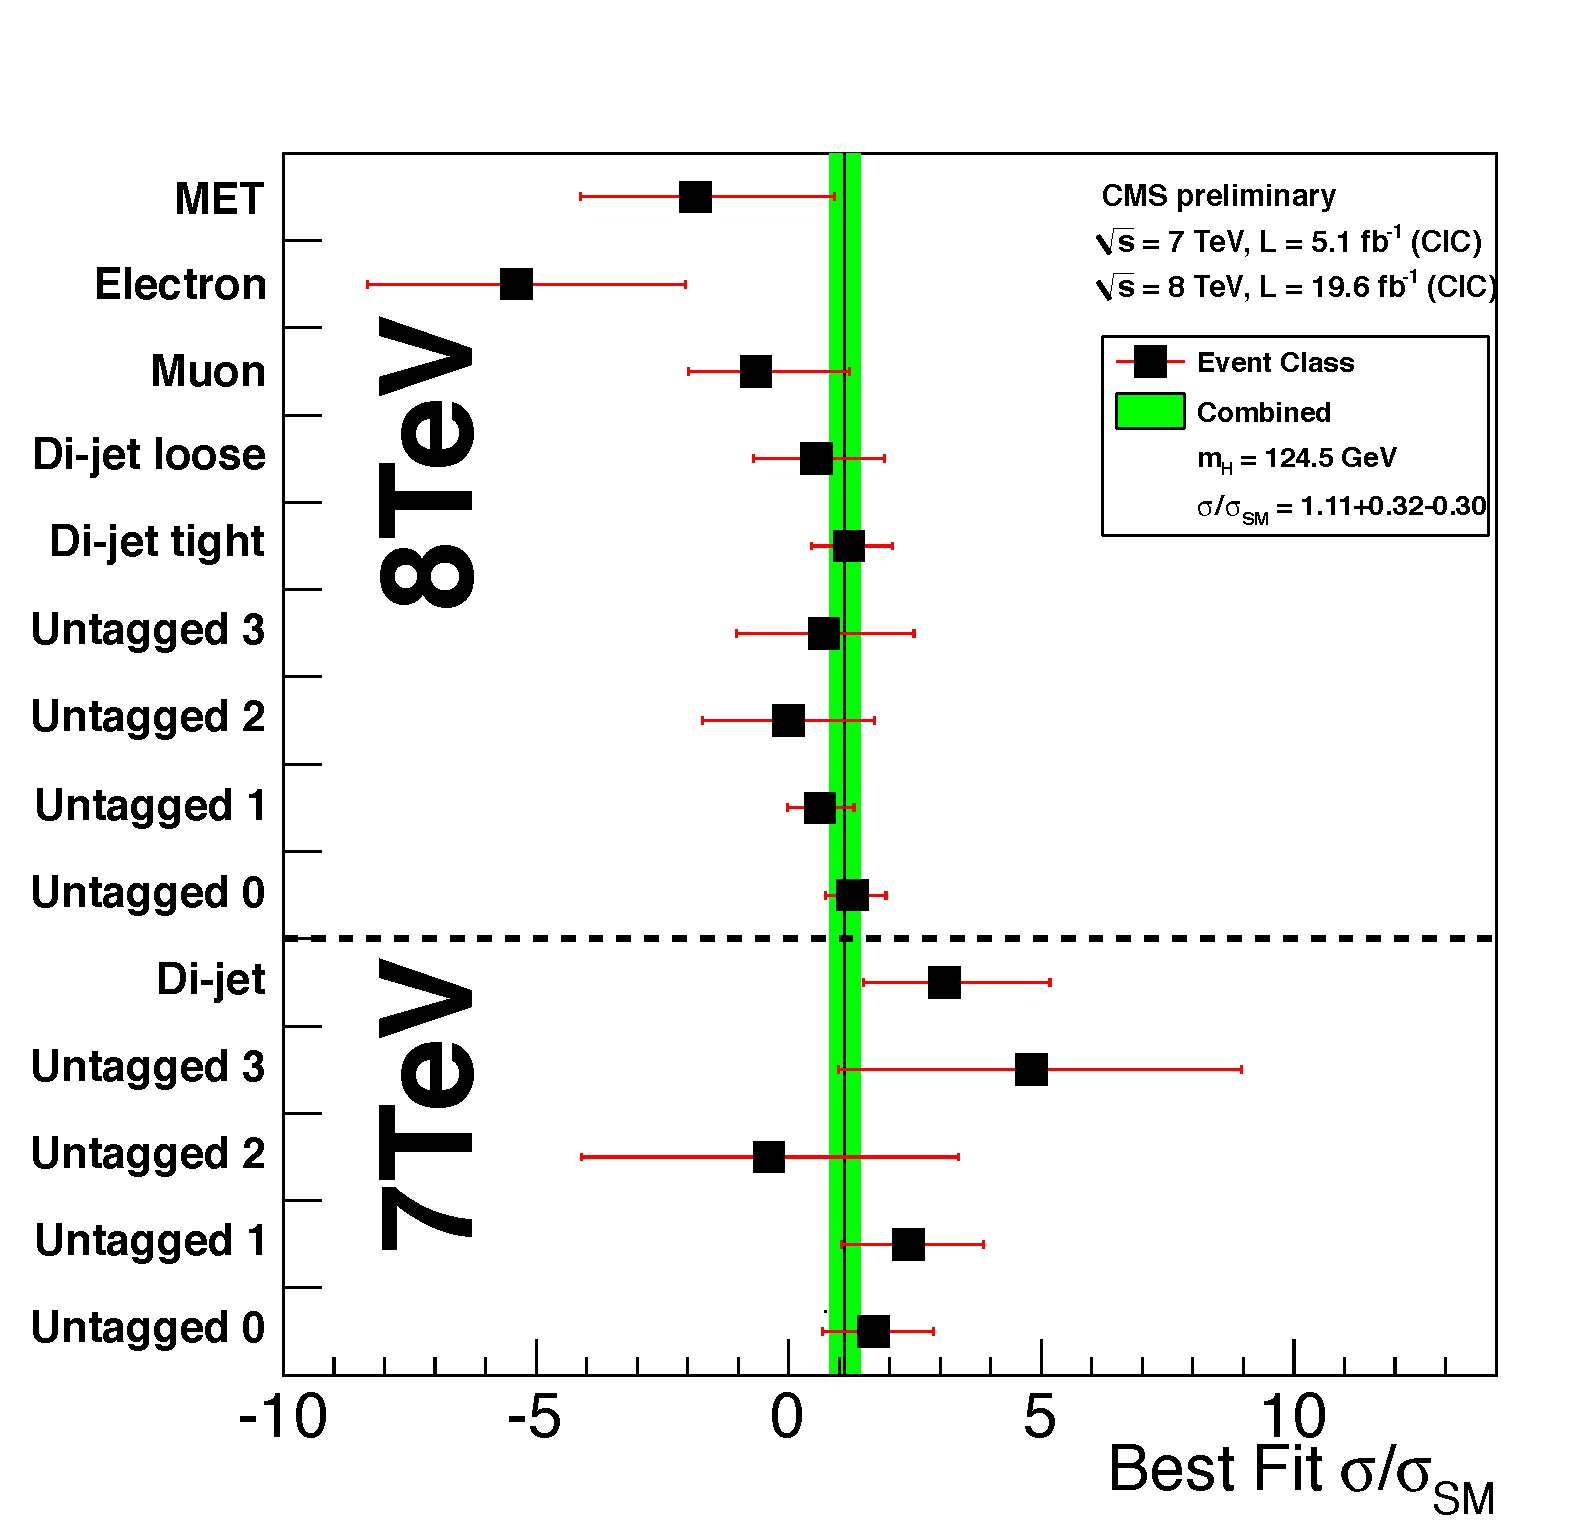 CMS preliminary
√s = 7 TeV, L = 5.1 fb⁻¹ (CIC)
√s = 8 TeV, L = 19.6 fb⁻¹ (CIC)
Event Class
Combined
m_H = 124.5 GeV
σ/σ_SM = 1.11+0.32-0.30
8TeV
MET
Electron
Muon
Di-jet loose
Di-jet tight
Untagged 3
Untagged 2
Untagged 1
Untagged 0
7TeV
Di-jet
Untagged 3
Untagged 2
Untagged 1
Untagged 0
-10 -5 0 5 10
Best Fit σ/σ_SM